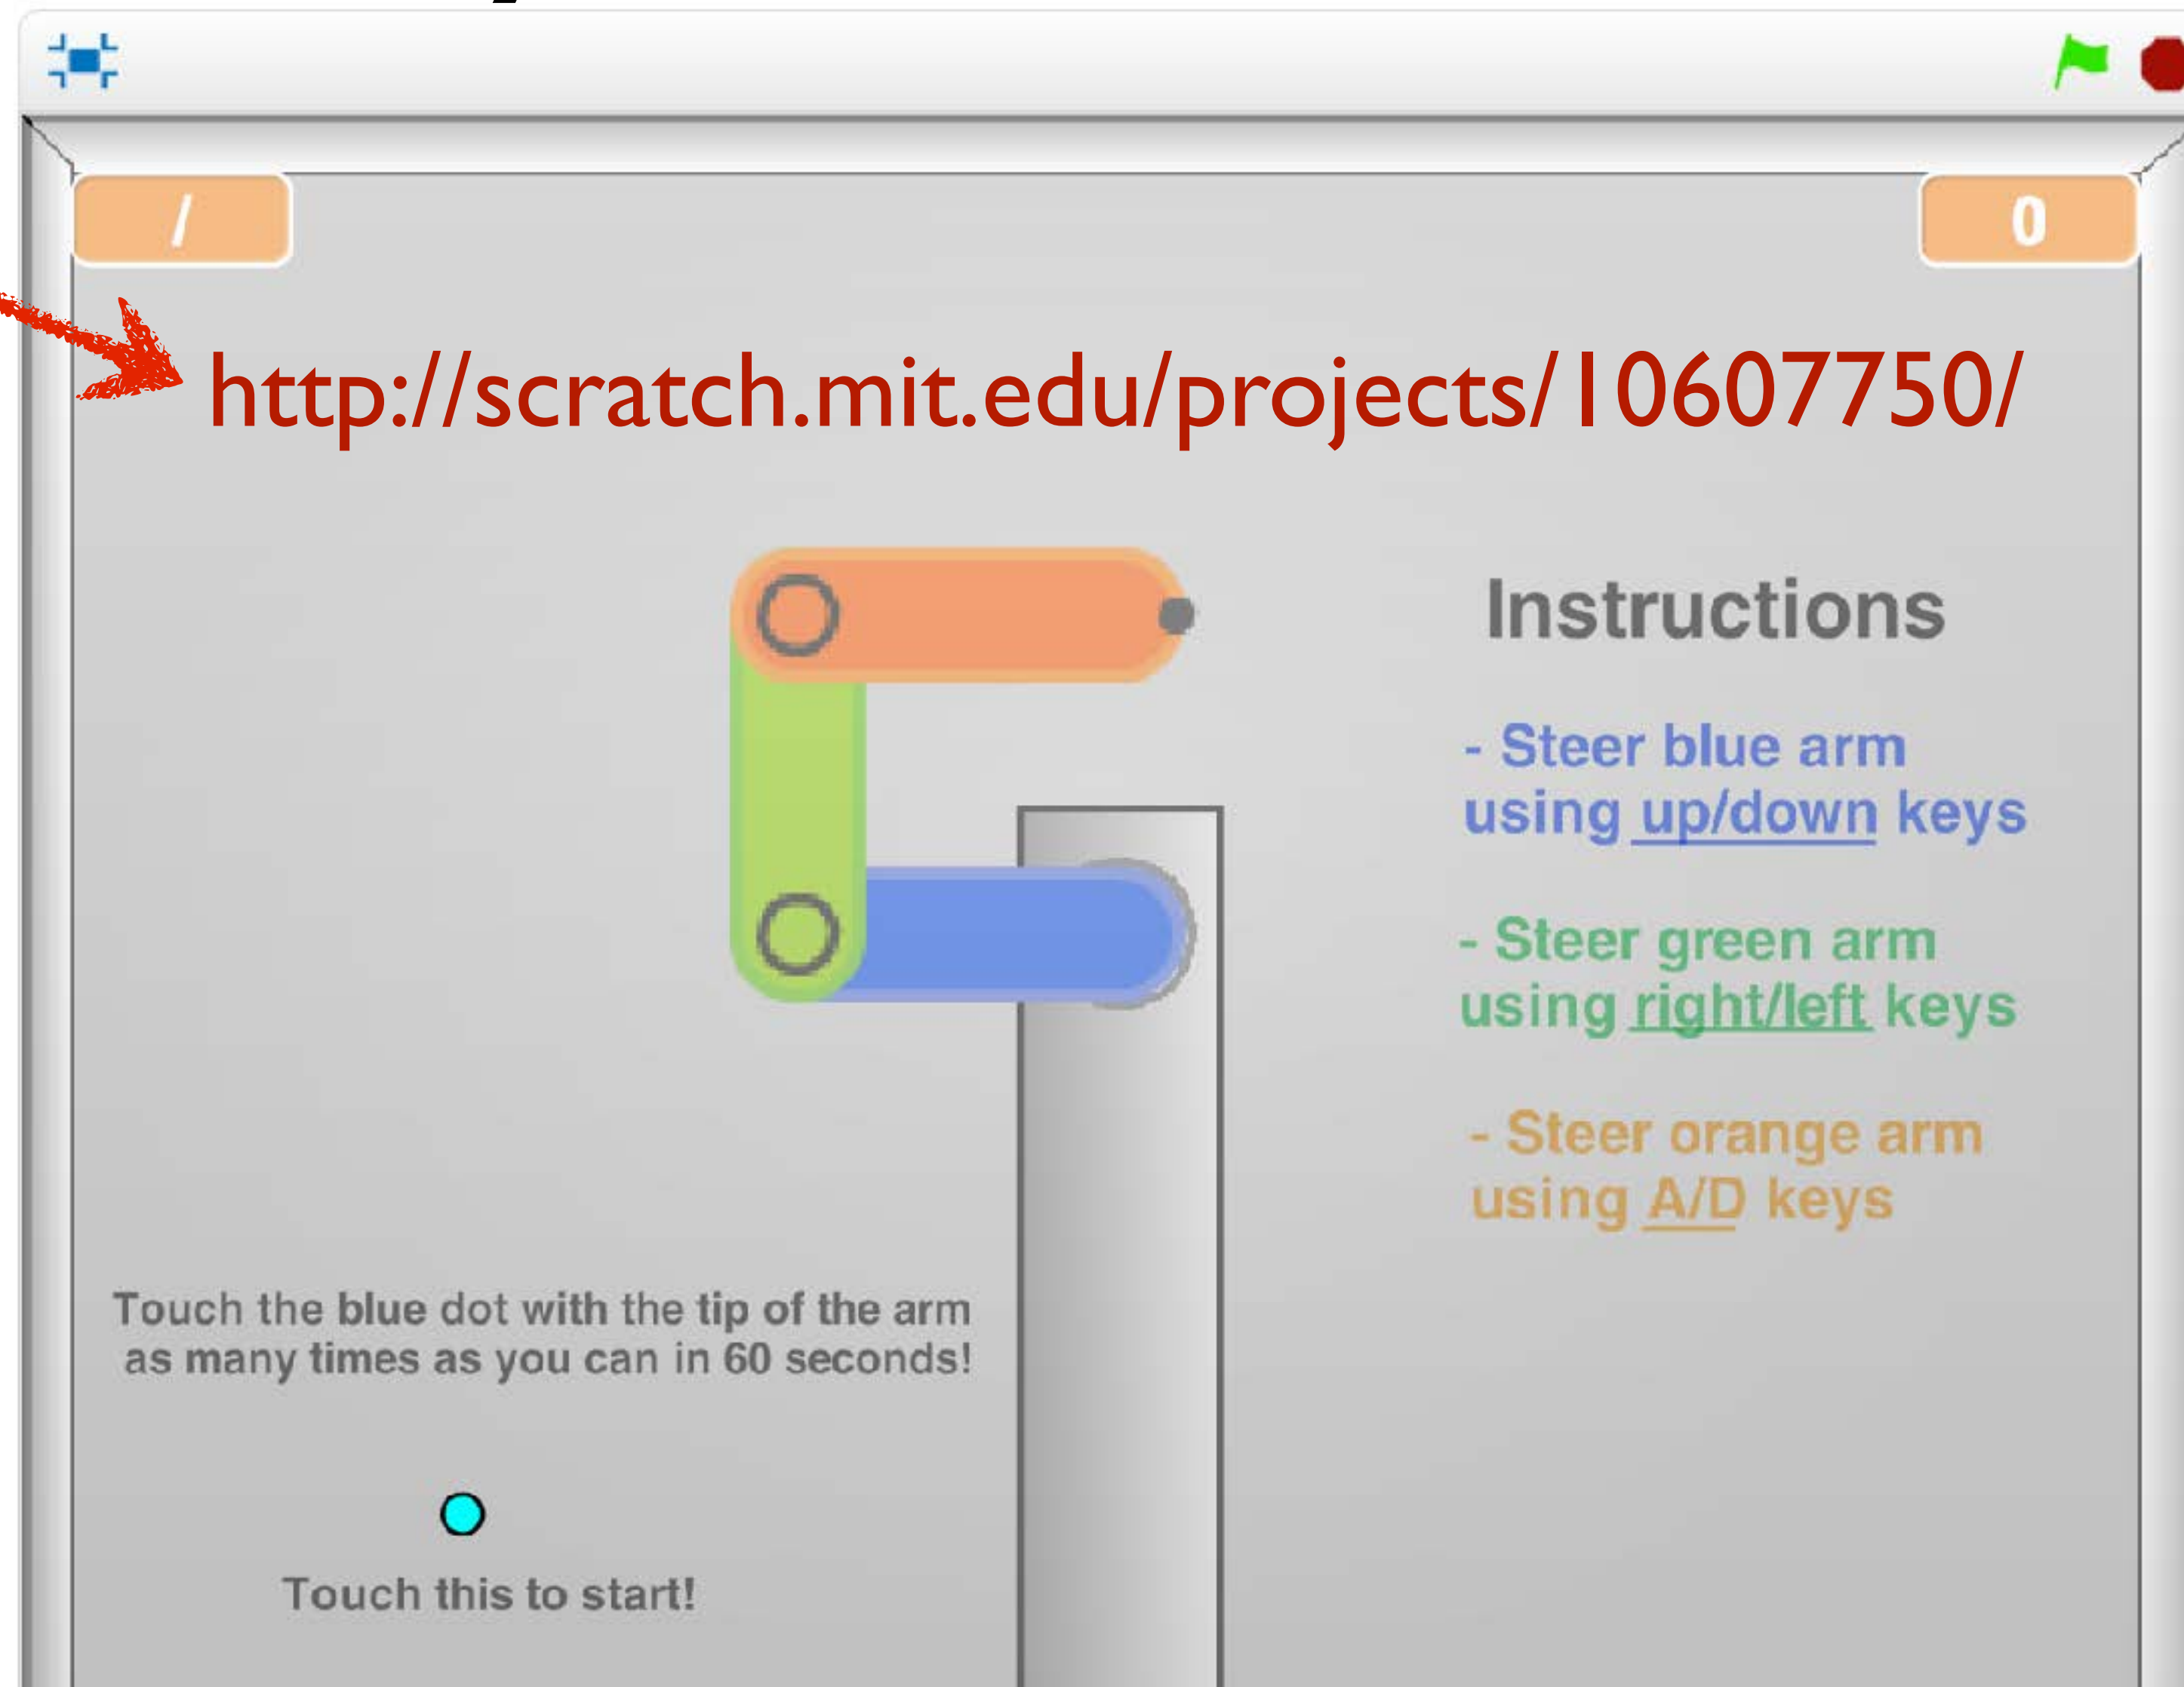 /
0
http://scratch.mit.edu/projects/10607750/
Instructions
- Steer blue arm
using up/down keys
- Steer green arm
using right/left keys
- Steer orange arm
using A/D keys
Touch the blue dot with the tip of the arm
as many times as you can in 60 seconds!
Touch this to start!